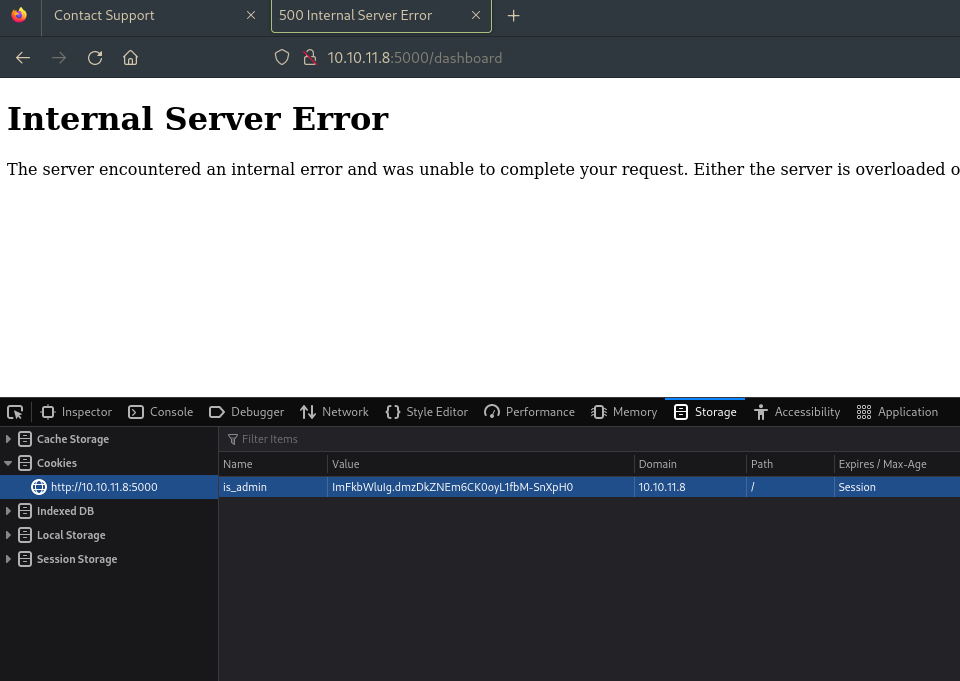 Contact Support
500 Internal Server Error
10.10.11.8:5000/dashboard
Internal Server Error
The server encountered an internal error and was unable to complete your request. Either the server is overloaded o
Inspector Console Debugger Network Style Editor Performance Memory Storage Accessibility Application
Cache Storage
Filter Items
Cookies
Name Value Domain Path Expires / Max-Age
http://10.10.11.8:5000
is_admin ImFkbWluIg.dmzDkZNEm6CK0oyL1fbM-SnXpH0 10.10.11.8 / Session
Indexed DB
Local Storage
Session Storage